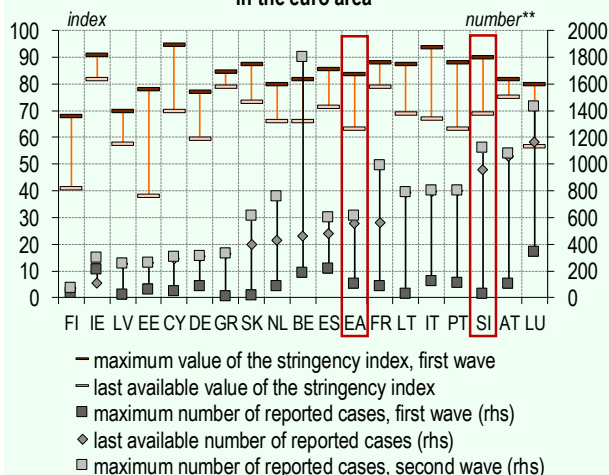 in the euro area
index number**
100 2000
90 1800
80 1600
70 1400
60 1200
50 1000
40 800
30 600
20 400
10 200
0 0
FI IE LV EE CY DE GR SK NL BE ES EA FR LT IT PT SI AT LU
maximum value of the stringency index, first wave
last available value of the stringency index
maximum number of reported cases, first wave (rhs)
last available number of reported cases (rhs)
maximum number of reported cases, second wave (rhs)